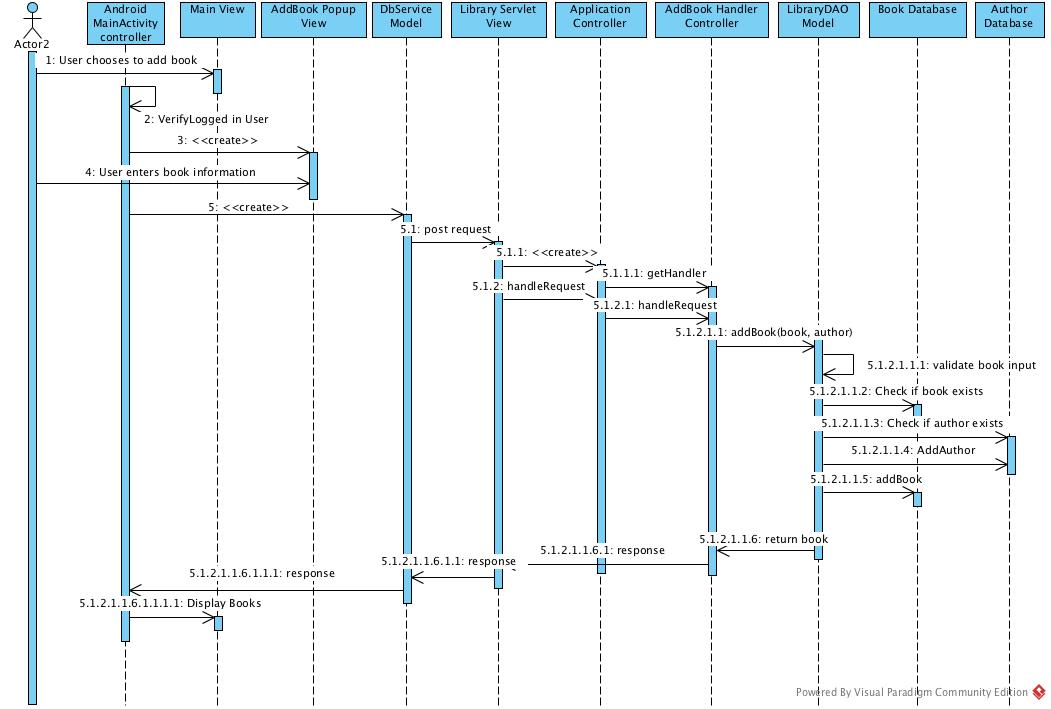 Actor2
Android
MainActivity
controller
Main View
AddBook Popup
View
DbService
Model
Library Servlet
View
Application
Controller
AddBook Handler
Controller
LibraryDAO
Model
Book Database
Author
Database
1: User chooses to add book
2: VerifyLogged in User
3: <<create>>
4: User enters book information
5: <<create>>
5.1: post request
5.1.1: <<create>>
5.1.1.1: getHandler
5.1.2: handleRequest
5.1.2.1: handleRequest
5.1.2.1.1: addBook(book, author)
5.1.2.1.1.1: validate book input
5.1.2.1.1.2: Check if book exists
5.1.2.1.1.3: Check if author exists
5.1.2.1.1.4: AddAuthor
5.1.2.1.1.5: addBook
5.1.2.1.1.6: return book
5.1.2.1.1.6.1: response
5.1.2.1.1.6.1.1: response
5.1.2.1.1.6.1.1.1: response
5.1.2.1.1.6.1.1.1.1: Display Books
Powered By Visual Paradigm Community Edition